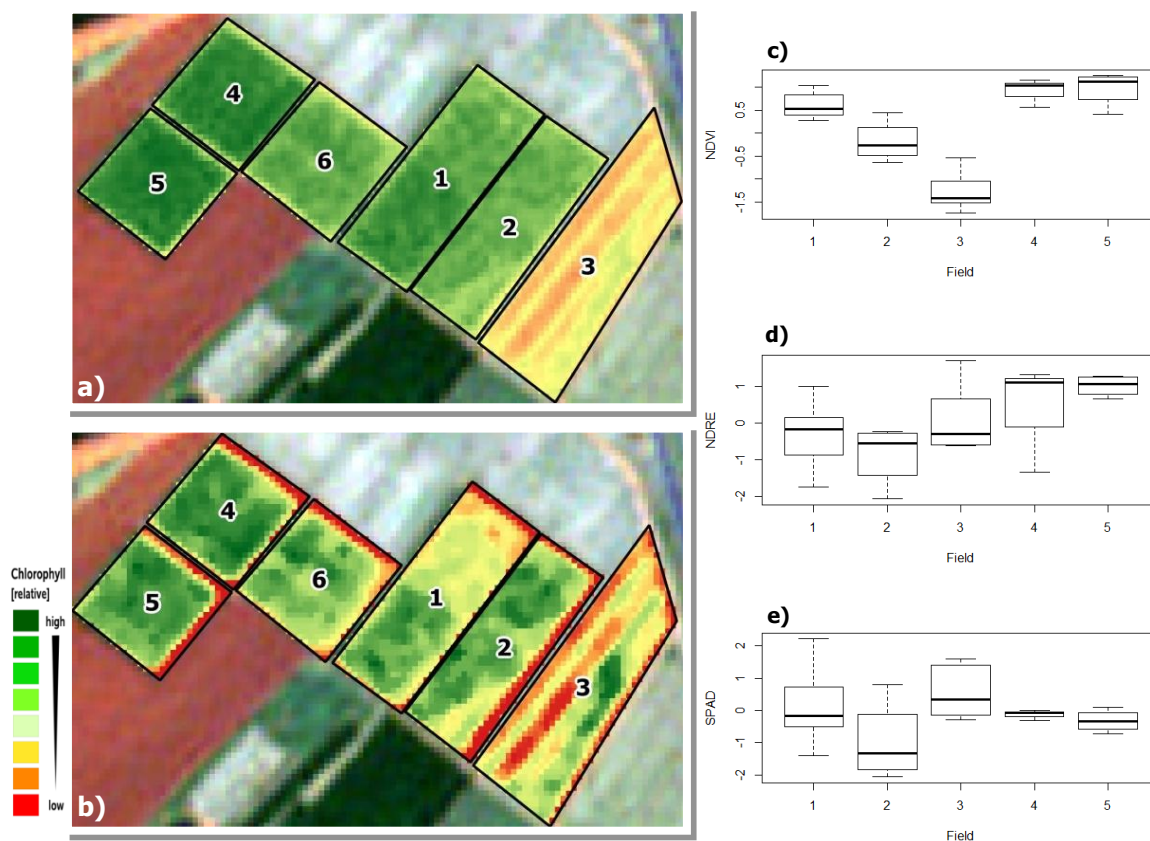 4
6
5
1
2
3
a)
4
6
5
1
2
3
b)
Chlorophyll
[relative]
high
low
c)
NDVI
0.5
-0.5
-1.5
1 2 3 4 5
Field
d)
NDRE
1
0
-1
-2
1 2 3 4 5
Field
e)
SPAD
2
1
0
-1
-2
1 2 3 4 5
Field